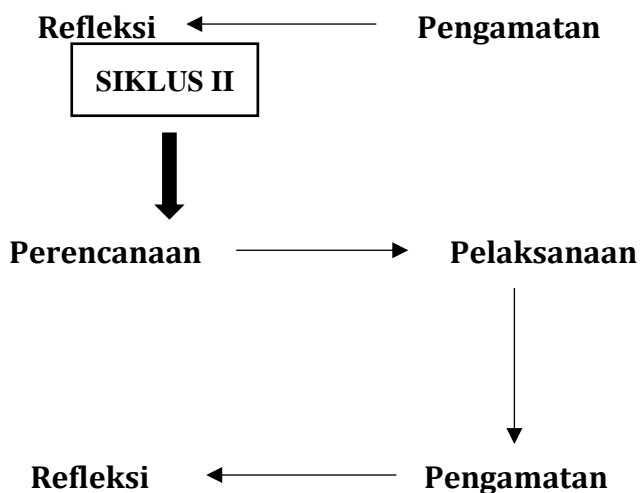 Refleksi Pengamatan
SIKLUS II
Perencanaan Pelaksanaan
Refleksi Pengamatan